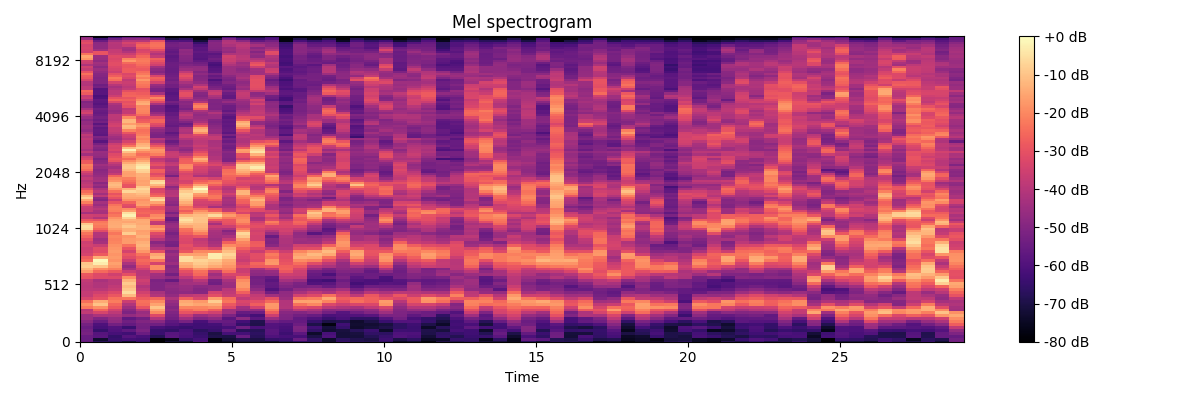 Mel spectrogram
8192
4096
2048
1024
512
0
Hz
0
5
10
15
20
25
Time
+0 dB
-10 dB
-20 dB
-30 dB
-40 dB
-50 dB
-60 dB
-70 dB
-80 dB